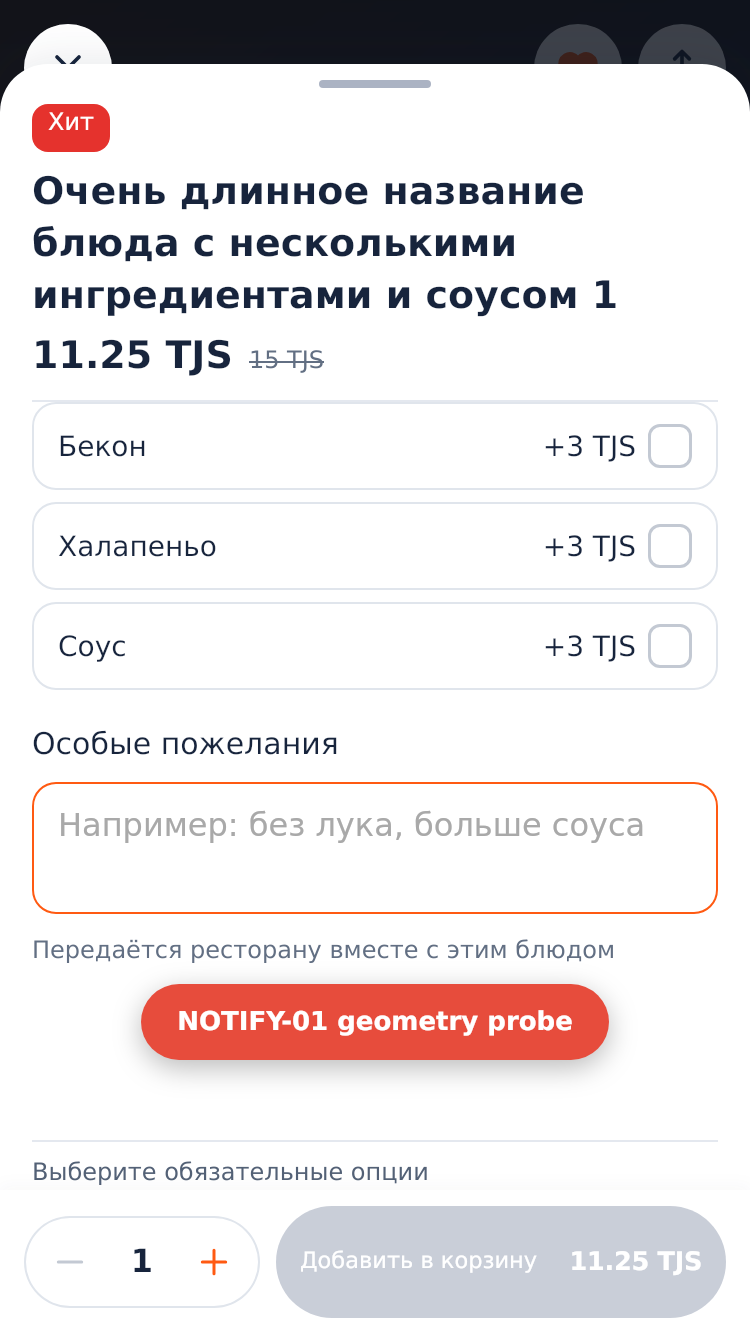 Хит
Очень длинное название
блюда с несколькими
ингредиентами и соусом 1
11.25 TJS 15 TJS
Бекон +3 TJS
Халапеньо +3 TJS
Соус +3 TJS
Особые пожелания
Например: без лука, больше соуса
Передаётся ресторану вместе с этим блюдом
NOTIFY-01 geometry probe
Выберите обязательные опции
1 Добавить в корзину 11.25 TJS